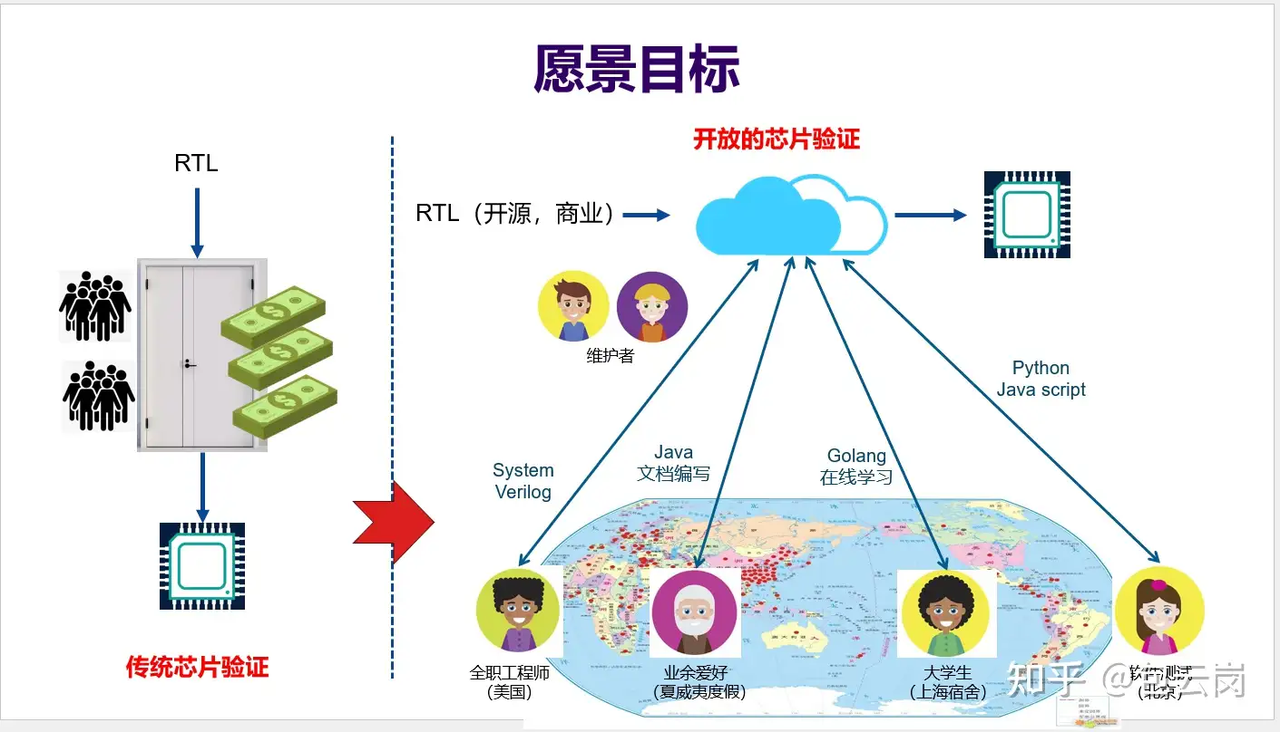 愿景目标
开放的芯片验证
RTL
RTL（开源，商业）
维护者
Python
Java script
Java
文档编写
Golang
在线学习
System
Verilog
传统芯片验证
全职工程师
（美国）
业余爱好
（夏威夷度假）
大学生
（上海宿舍）
软件测试
（北京）
知乎